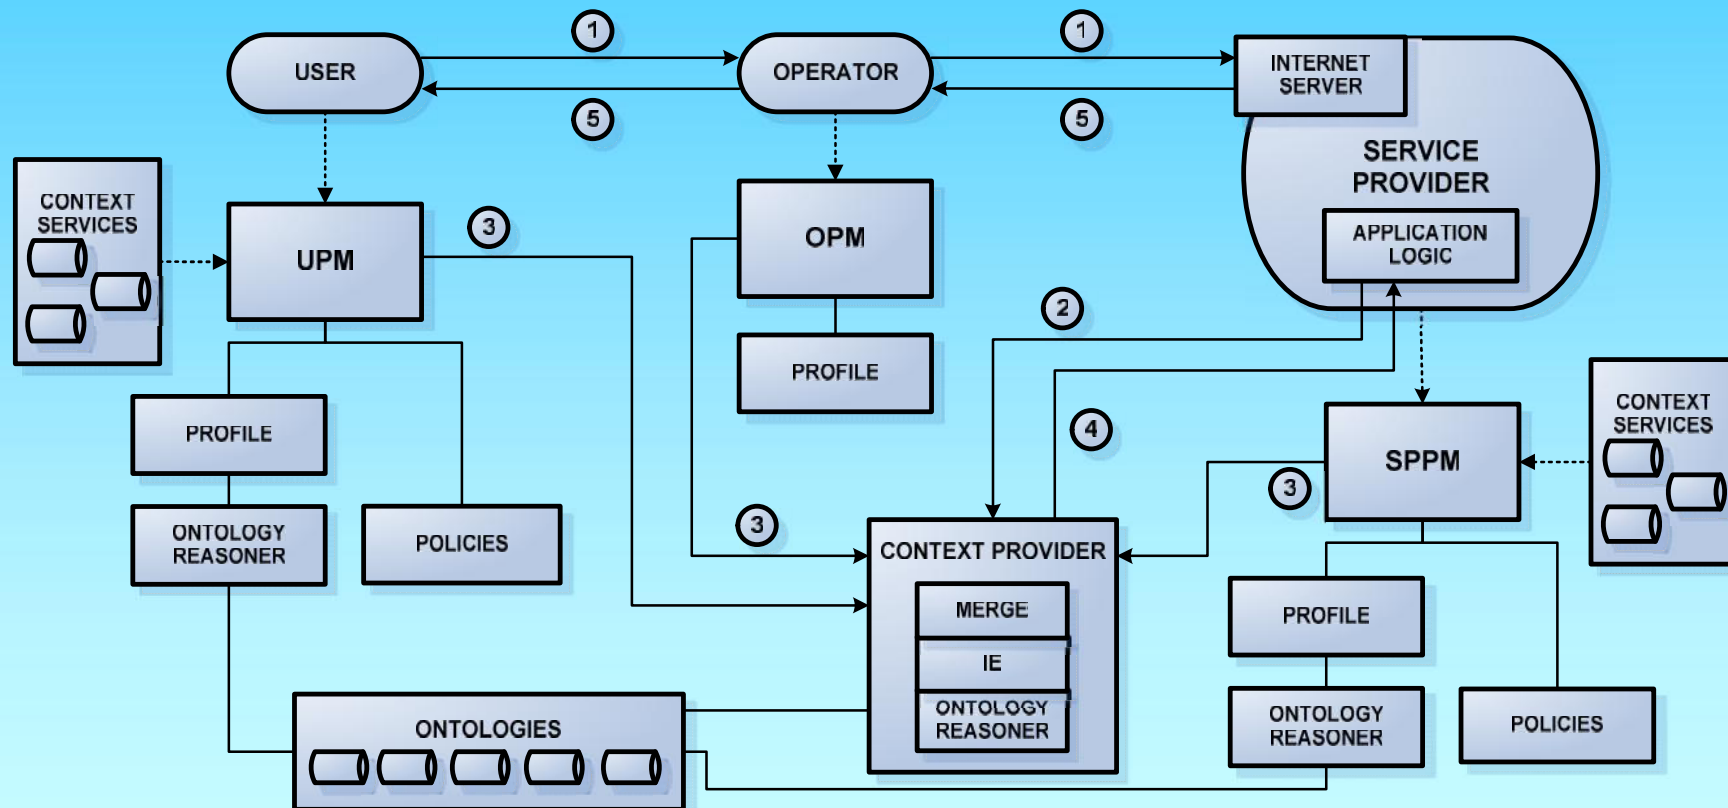 1
1
USER
OPERATOR
INTERNET
SERVER
5
5
SERVICE
PROVIDER
CONTEXT
SERVICES
3
UPM
OPM
APPLICATION
LOGIC
2
PROFILE
PROFILE
4
CONTEXT
SERVICES
SPPM
3
3
ONTOLOGY
REASONER
POLICIES
CONTEXT PROVIDER
MERGE
IE
ONTOLOGY
REASONER
PROFILE
ONTOLOGY
REASONER
POLICIES
ONTOLOGIES